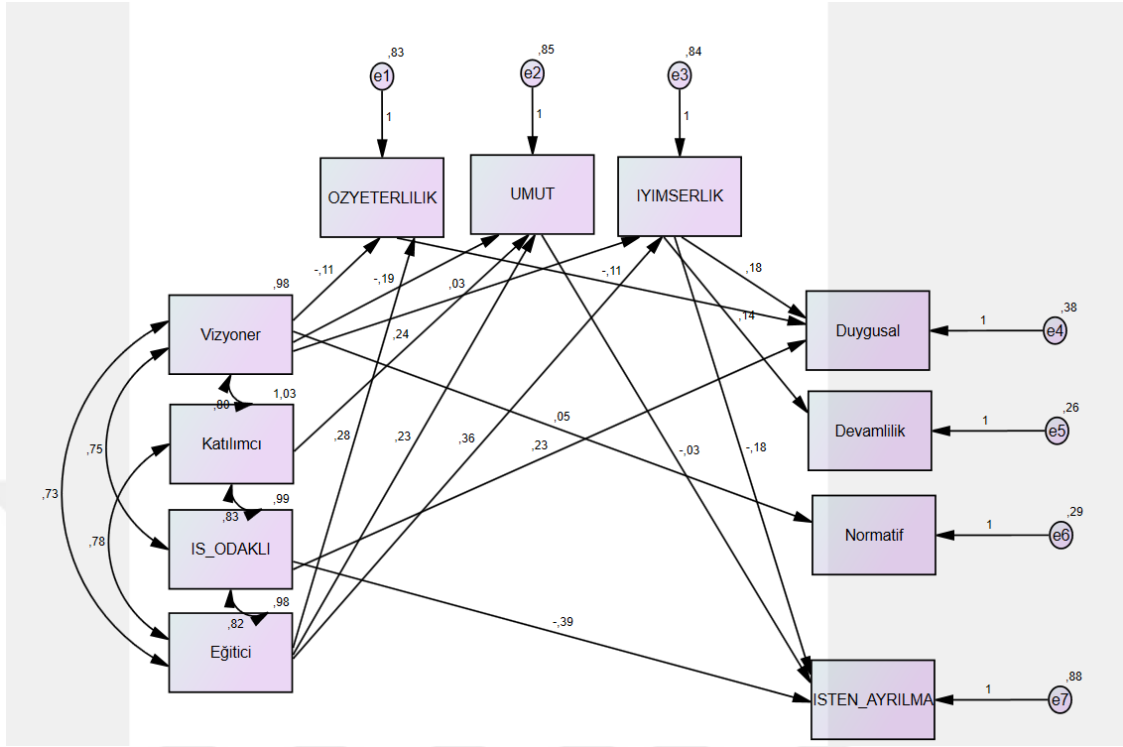 ,83
,85
,84
e1
e2
e3
1
1
1
OZYETERLILIK
UMUT
IYIMSERLIK
-,11
-,19
,03
-,11
,18
,98
Vizyoner
,24
,14
Duygusal
1
e4
,38
,80
1,03
Katılımcı
,75
,73
,28
,23
,36
,05
,23
-,03
-,18
Devamlilik
1
e5
,26
,83
,99
IS_ODAKLI
,78
Normatif
1
e6
,29
,82
,98
Eğitici
-,39
ISTEN_AYRILMA
1
e7
,88